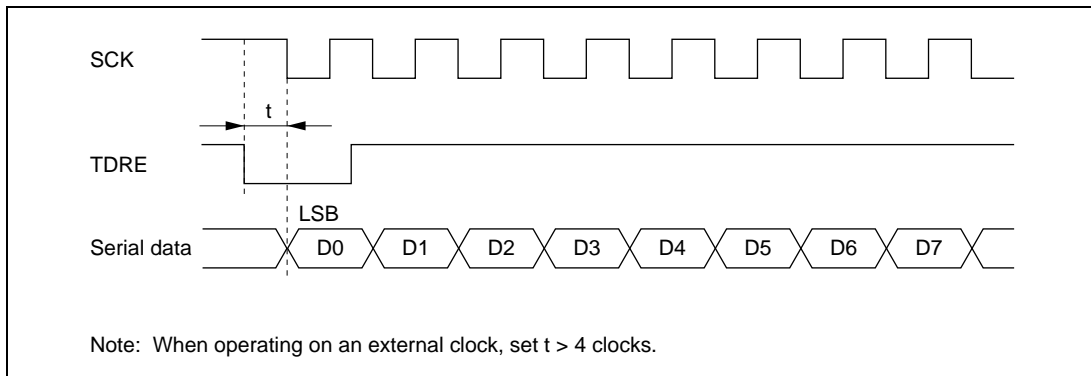 SCK
t
TDRE
LSB
Serial data D0 D1 D2 D3 D4 D5 D6 D7
Note: When operating on an external clock, set t > 4 clocks.